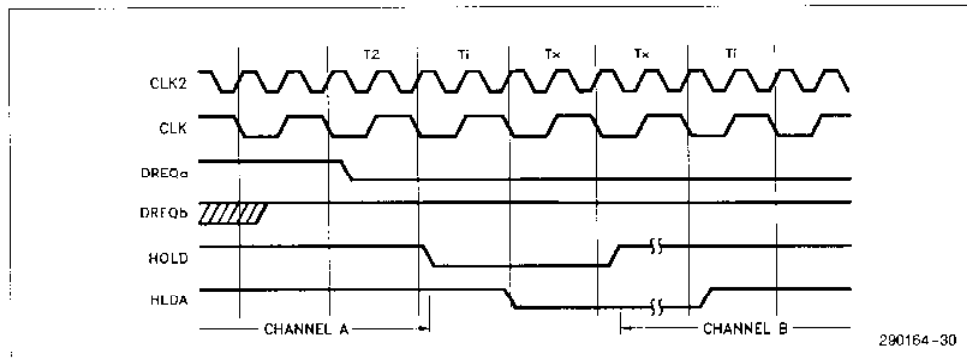 T2 Ti Tx Tx Ti
CLK2
CLK
DREQa
DREQb
HOLD
HLDA
CHANNEL A CHANNEL B
290164-30